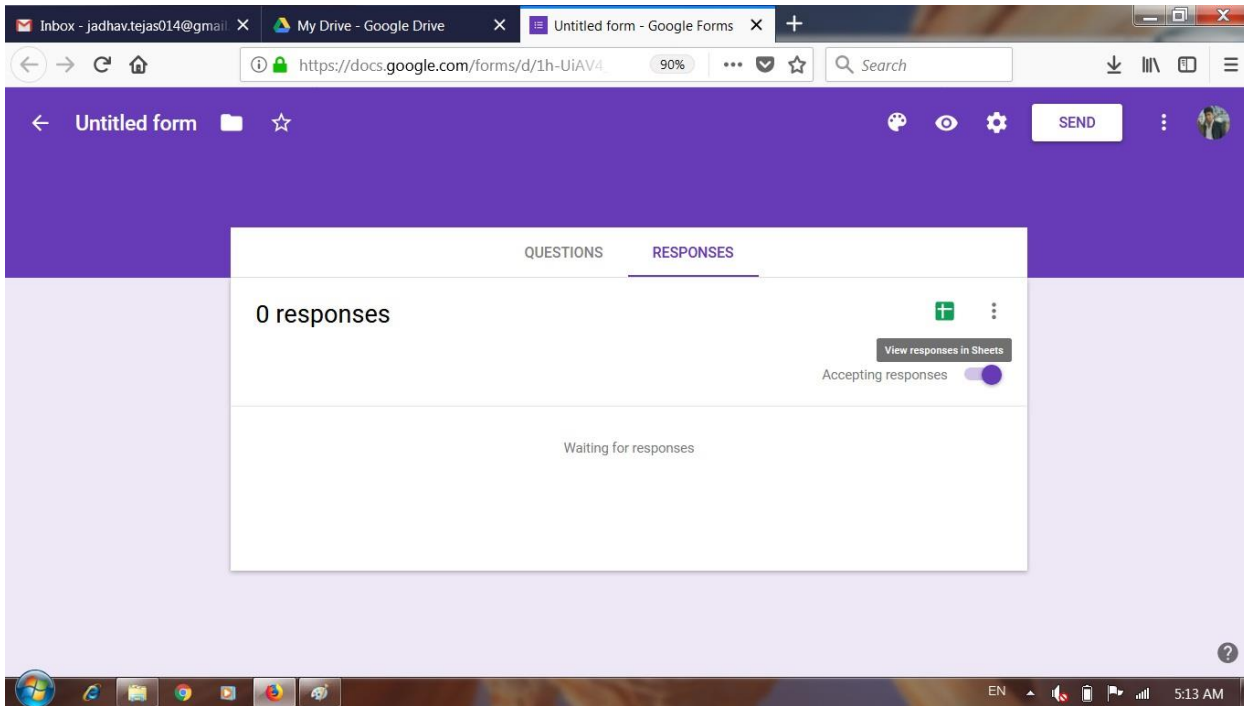 Inbox - jadhav.tejas014@gmail.
My Drive - Google Drive
Untitled form - Google Forms
https://docs.google.com/forms/d/1h-UiAV4
90%
Search
Untitled form
SEND
QUESTIONS
RESPONSES
0 responses
View responses in Sheets
Accepting responses
Waiting for responses
EN
5:13 AM